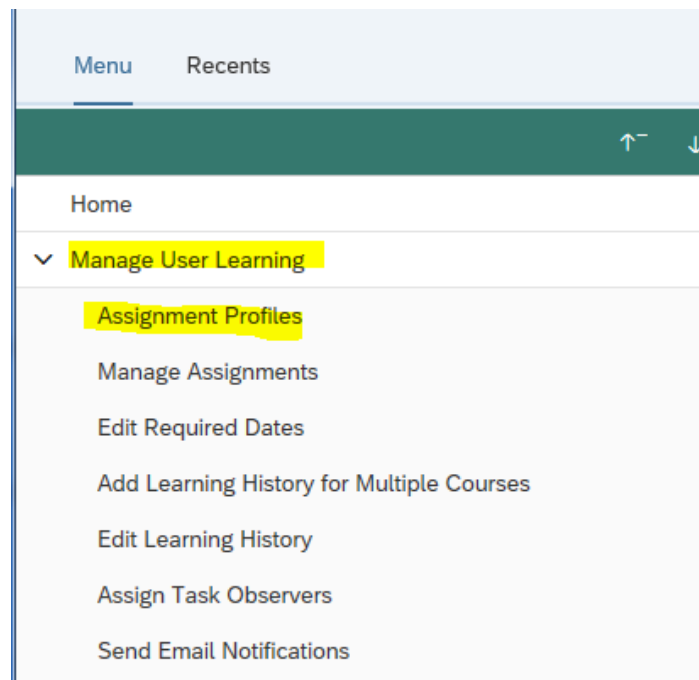 Menu Recents
Home
Manage User Learning
Assignment Profiles
Manage Assignments
Edit Required Dates
Add Learning History for Multiple Courses
Edit Learning History
Assign Task Observers
Send Email Notifications